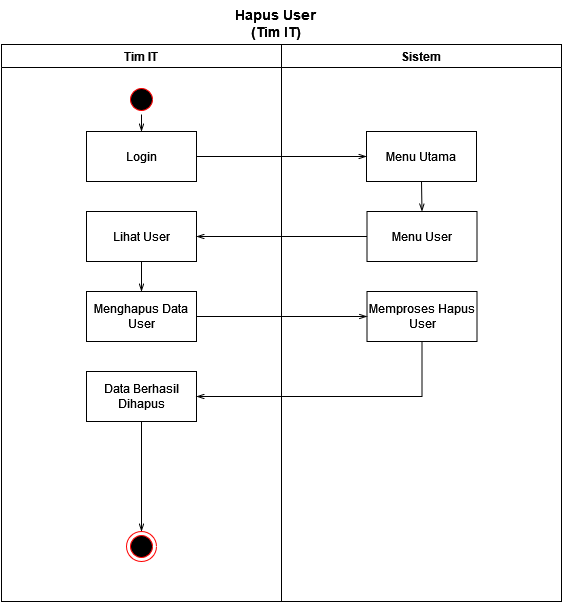 Hapus User
(Tim IT)
Tim IT
Sistem
Login
Menu Utama
Lihat User
Menu User
Menghapus Data
User
Memproses Hapus
User
Data Berhasil
Dihapus